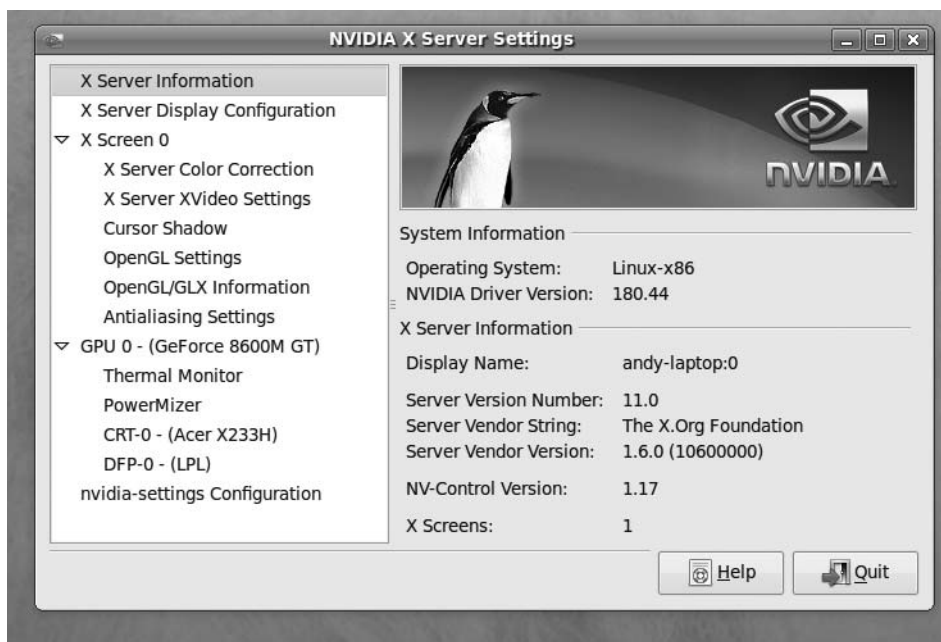 NVIDIA X Server Settings
X Server Information
X Server Display Configuration
X Screen 0
X Server Color Correction
X Server XVideo Settings
Cursor Shadow
OpenGL Settings
OpenGL/GLX Information
Antialiasing Settings
GPU 0 - (GeForce 8600M GT)
Thermal Monitor
PowerMizer
CRT-0 - (Acer X233H)
DFP-0 - (LPL)
nvidia-settings Configuration
NVIDIA
System Information
Operating System: Linux-x86
NVIDIA Driver Version: 180.44
X Server Information
Display Name: andy-laptop:0
Server Version Number: 11.0
Server Vendor String: The X.Org Foundation
Server Vendor Version: 1.6.0 (10600000)
NV-Control Version: 1.17
X Screens: 1
Help
Quit